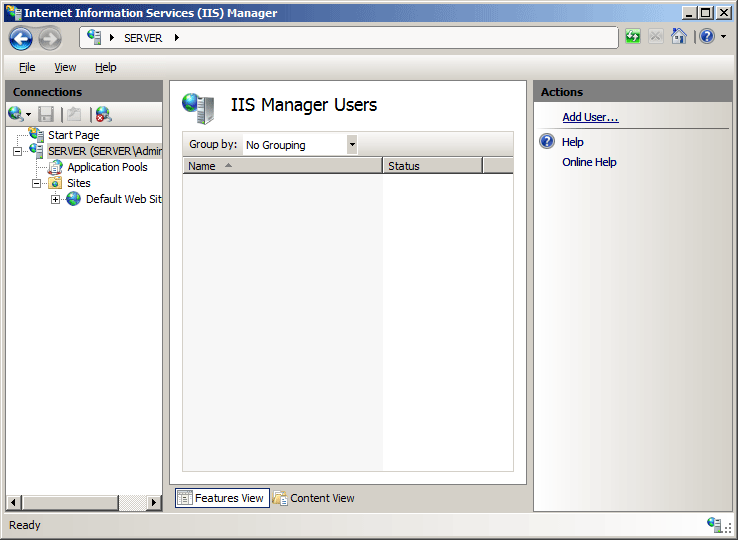 Internet Information Services (IIS) Manager
SERVER
File View Help
Connections
Start Page
SERVER (SERVER\Admin
Application Pools
Sites
Default Web Sit
IIS Manager Users
Group by: No Grouping
Name Status
Features View Content View
Actions
Add User...
Help
Online Help
Ready